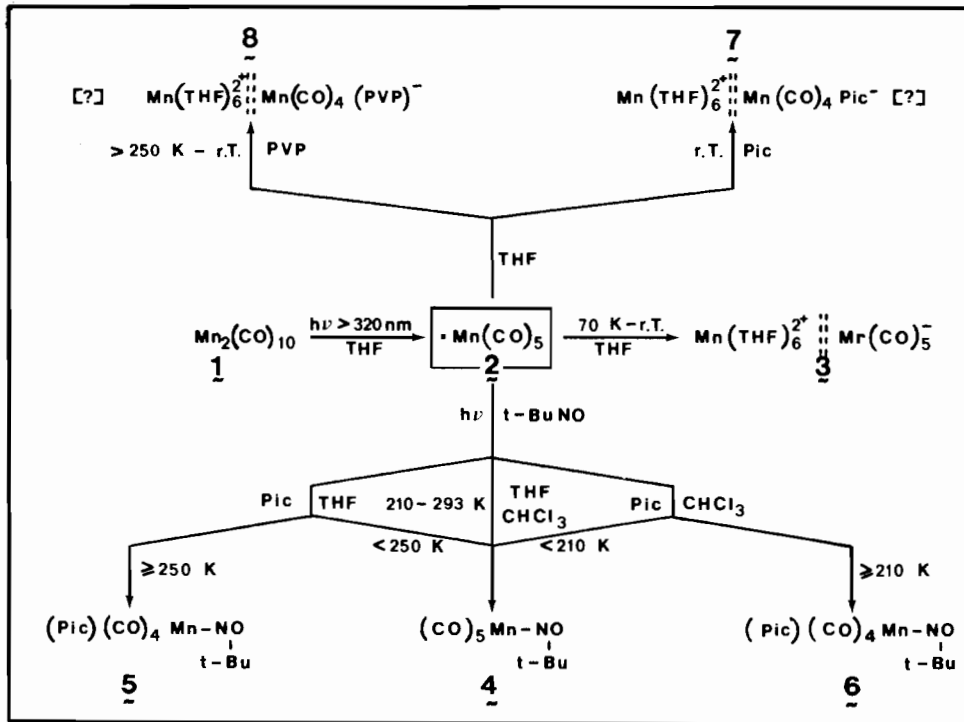 8 7
[?] Mn(THF)6 2+ Mn(CO)4 (PVP)− Mn(THF)6 2+ Mn(CO)4 Pic− [?]
> 250 K − r.T. PVP r.T. Pic
THF
Mn2(CO)10 hν > 320 nm THF · Mn(CO)5 70 K − r.T. THF Mn(THF)6 2+ Mr(CO)5−
1 2 3
hν t-BuNO
Pic THF 210 − 293 K THF CHCl3 Pic CHCl3
<250 K <210 K
⩾250 K ⩾210 K
(Pic)(CO)4 Mn−NO (CO)5Mn−NO (Pic)(CO)4 Mn−NO
t-Bu t-Bu t-Bu
5 4 6